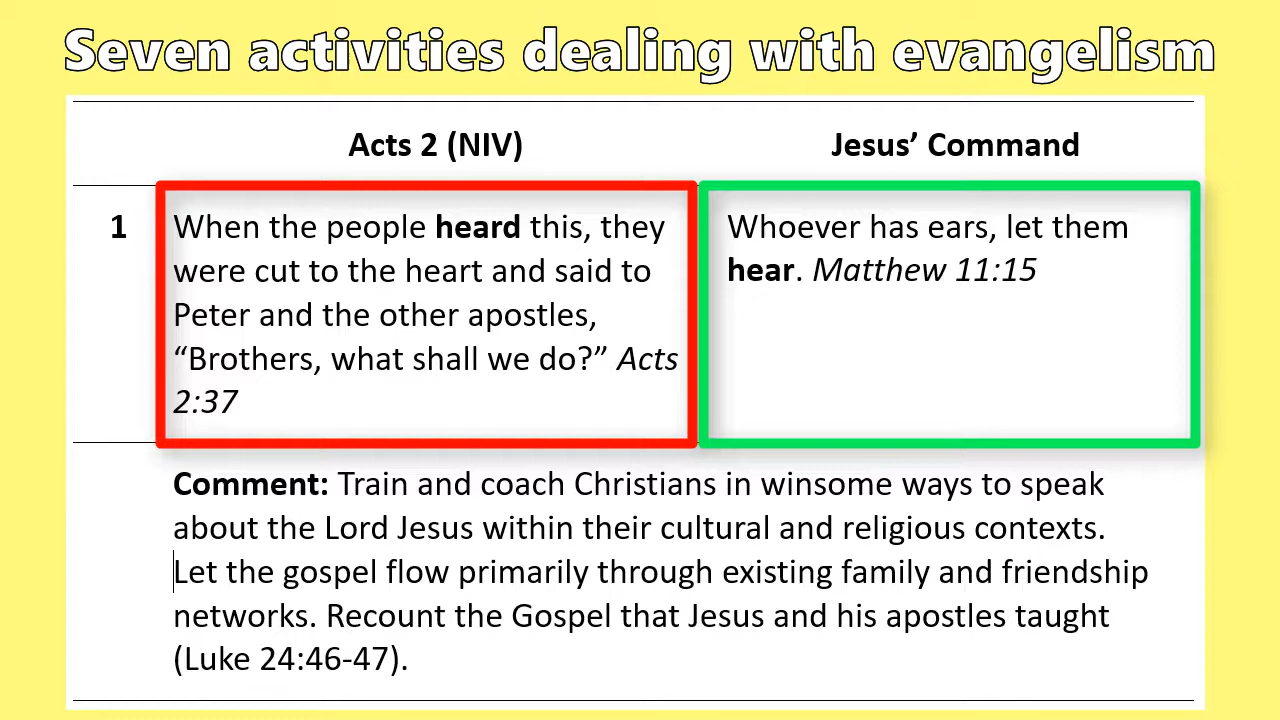 Seven activities dealing with evangelism
Acts 2 (NIV) Jesus’ Command
1 When the people heard this, they
were cut to the heart and said to
Peter and the other apostles,
“Brothers, what shall we do?” Acts
2:37
Whoever has ears, let them
hear. Matthew 11:15
Comment: Train and coach Christians in winsome ways to speak
about the Lord Jesus within their cultural and religious contexts.
Let the gospel flow primarily through existing family and friendship
networks. Recount the Gospel that Jesus and his apostles taught
(Luke 24:46-47).